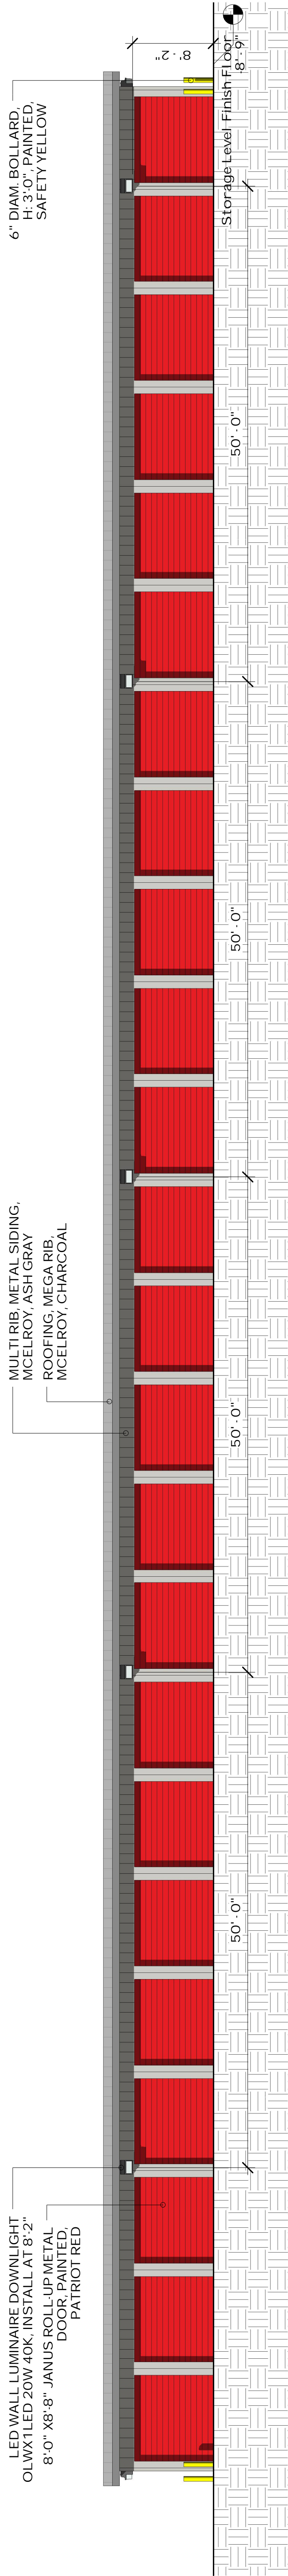 LED WALL LUMINAIRE DOWNLIGHT
OLWX1LED 20W 40K, INSTALL AT 8'-2"
8'-0" X8'-8" JANUS ROLL-UP METAL
DOOR, PAINTED,
PATRIOT RED
MULTI RIB, METAL SIDING,
MCELROY, ASH GRAY
ROOFING, MEGA RIB,
MCELROY, CHARCOAL
6" DIAM. BOLLARD,
H: 3'-0", PAINTED,
SAFETY YELLOW
8' - 2"
Storage Level Finish Floor
-8' - 9"
50' - 0"
50' - 0"
50' - 0"
50' - 0"